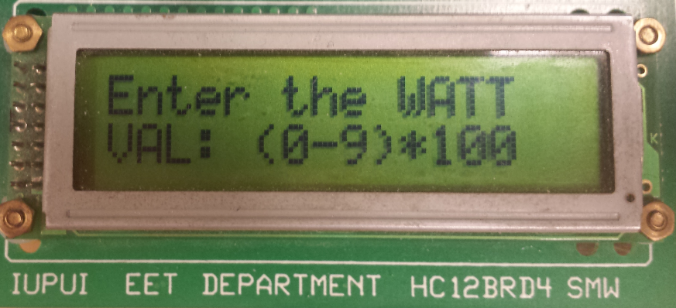 Enter the WATT
VAL: (0-9)*100
IUPUI EET DEPARTMENT HC12BRD4 SMW